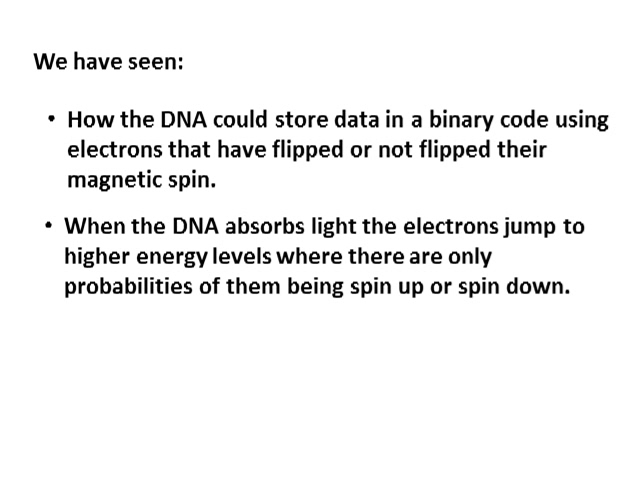 We have seen:
• How the DNA could store data in a binary code using
electrons that have flipped or not flipped their
magnetic spin.
• When the DNA absorbs light the electrons jump to
higher energy levels where there are only
probabilities of them being spin up or spin down.